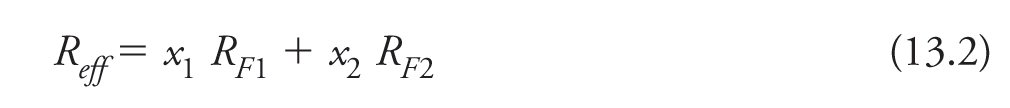 R_eff = x_1 R_F1 + x_2 R_F2 (13.2)